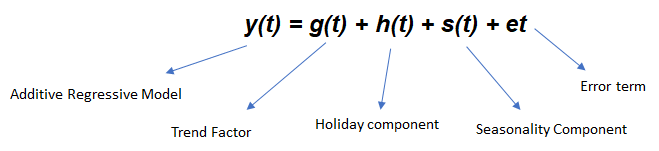 y(t) = g(t) + h(t) + s(t) + et
Additive Regressive Model
Trend Factor
Holiday component
Seasonality Component
Error term